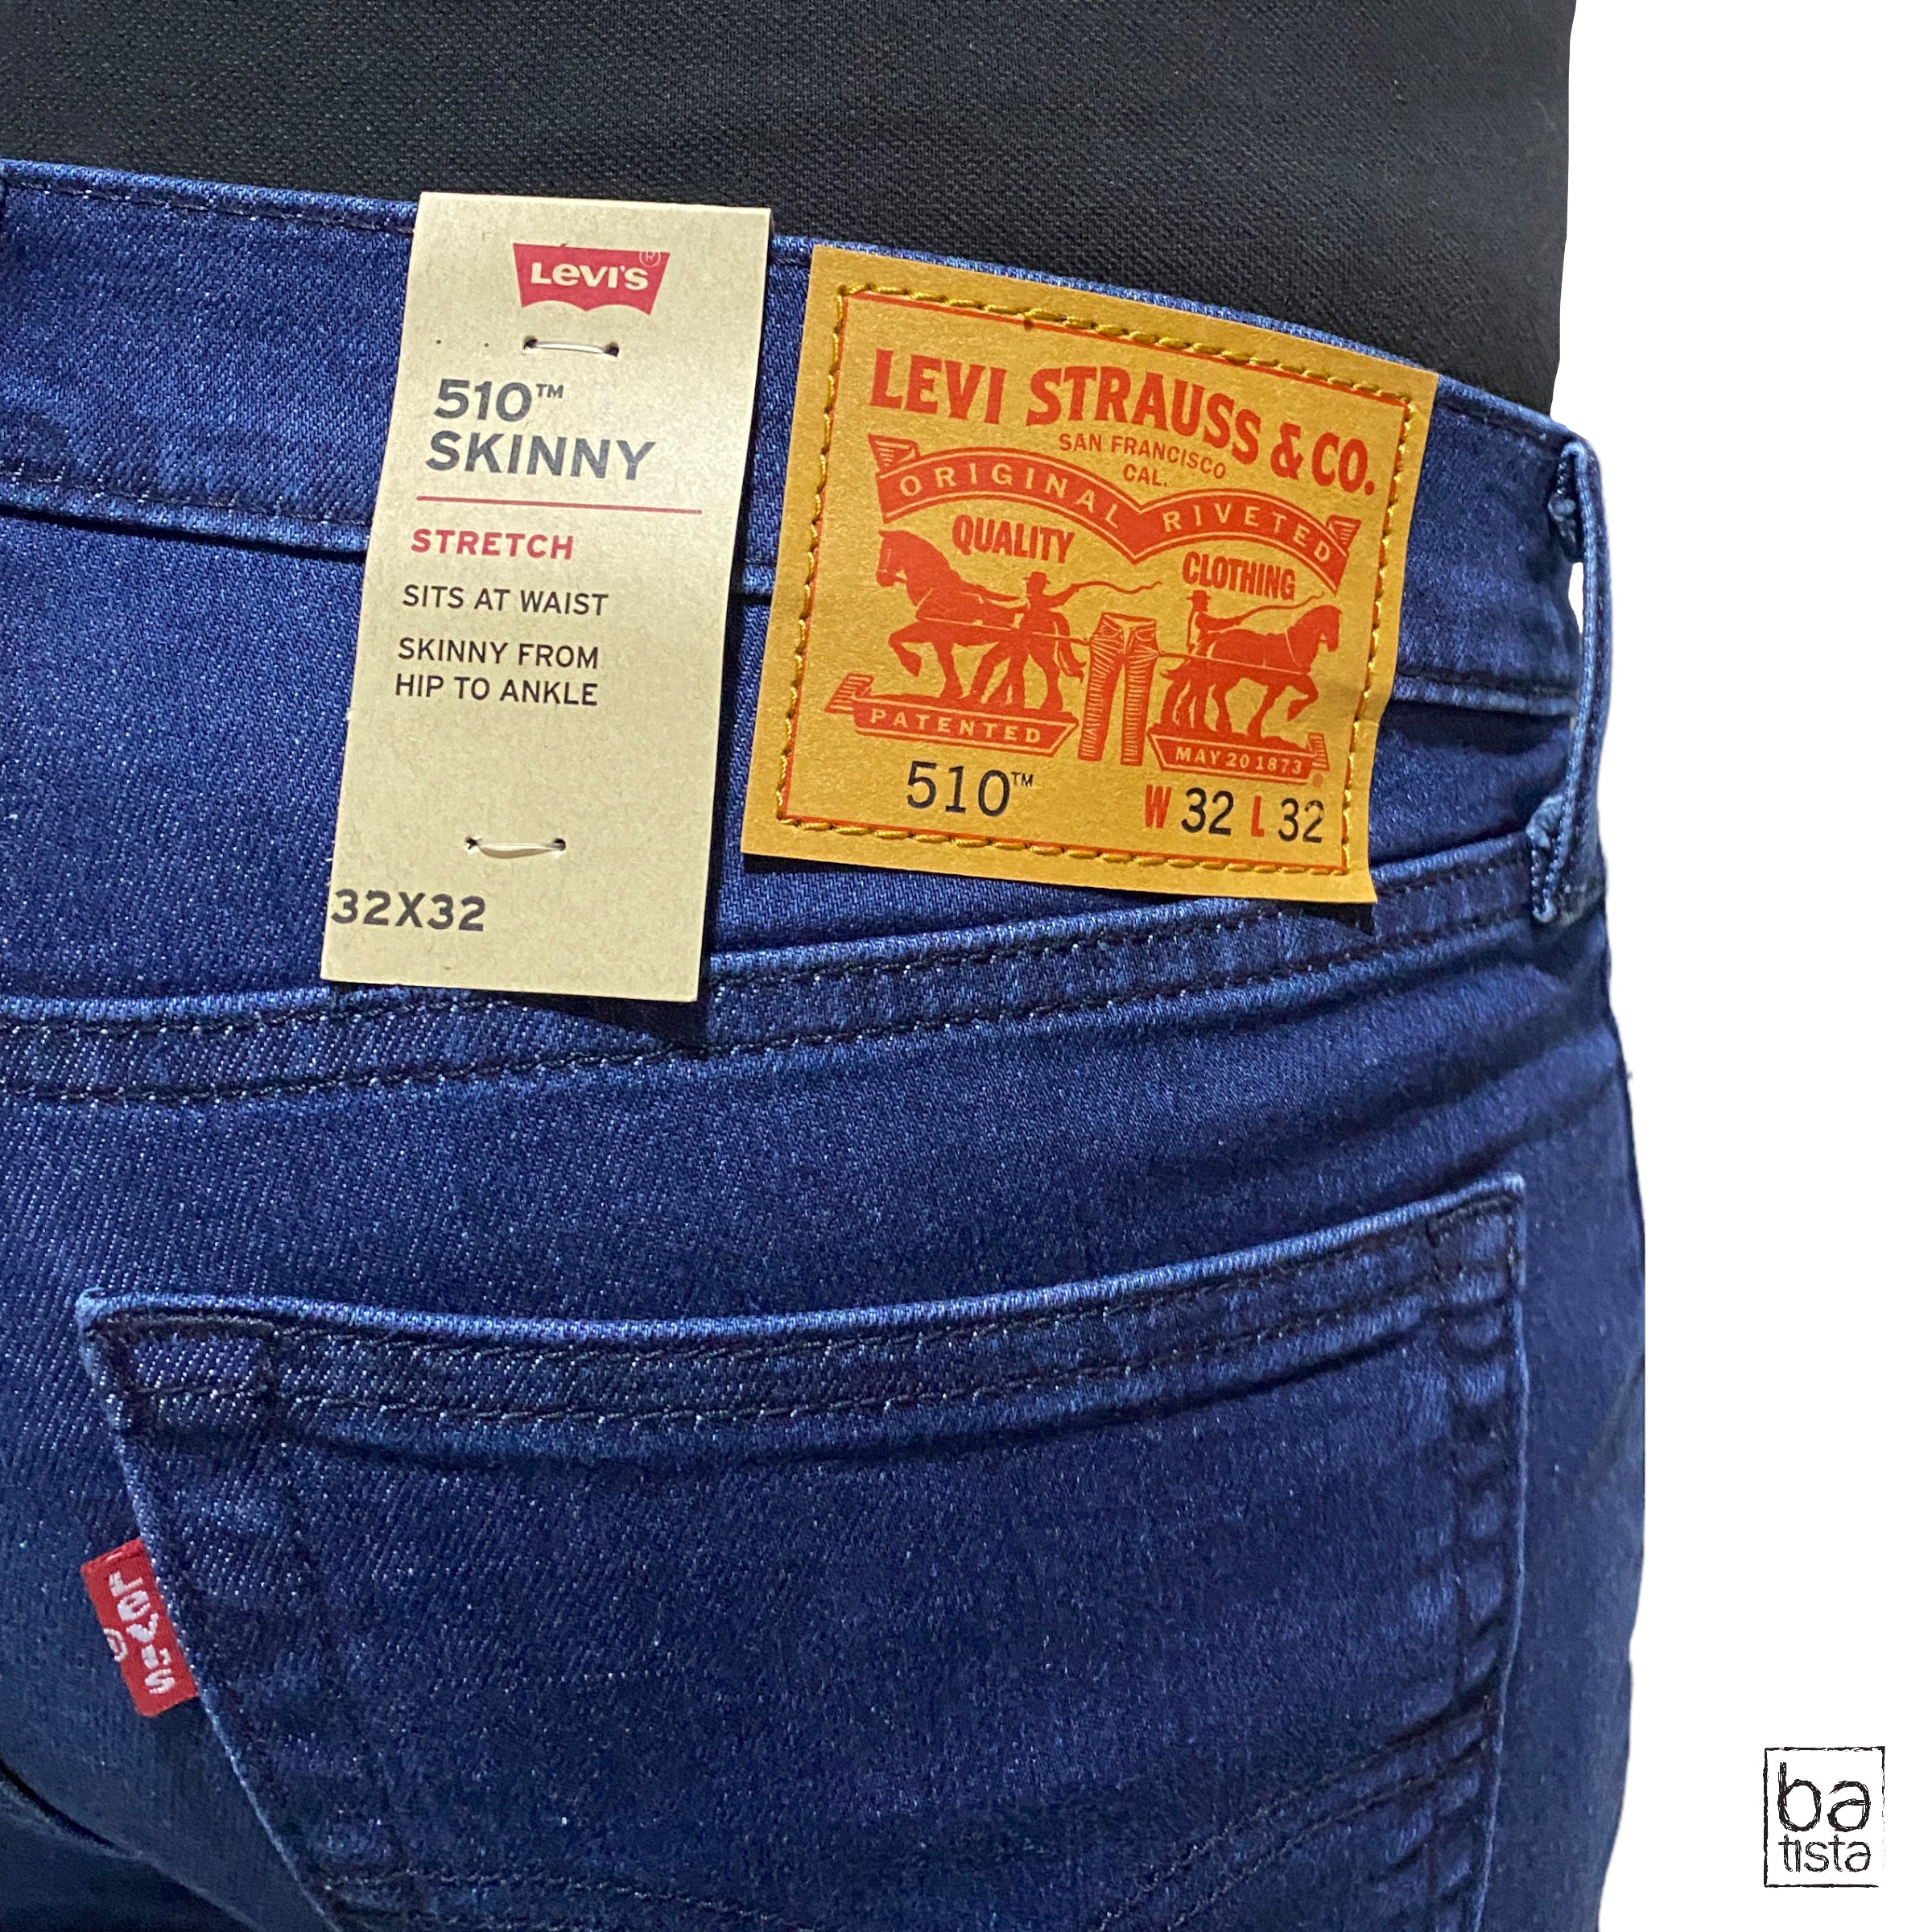 LEVI'S®
510™
SKINNY
STRETCH
SITS AT WAIST
SKINNY FROM
HIP TO ANKLE
32X32
LEVI STRAUSS & CO.
SAN FRANCISCO
CAL.
ORIGINAL RIVETED
QUALITY CLOTHING
PATENTED MAY 20 1873
510™ W 32 L 32
LEVI'S
ba
tista